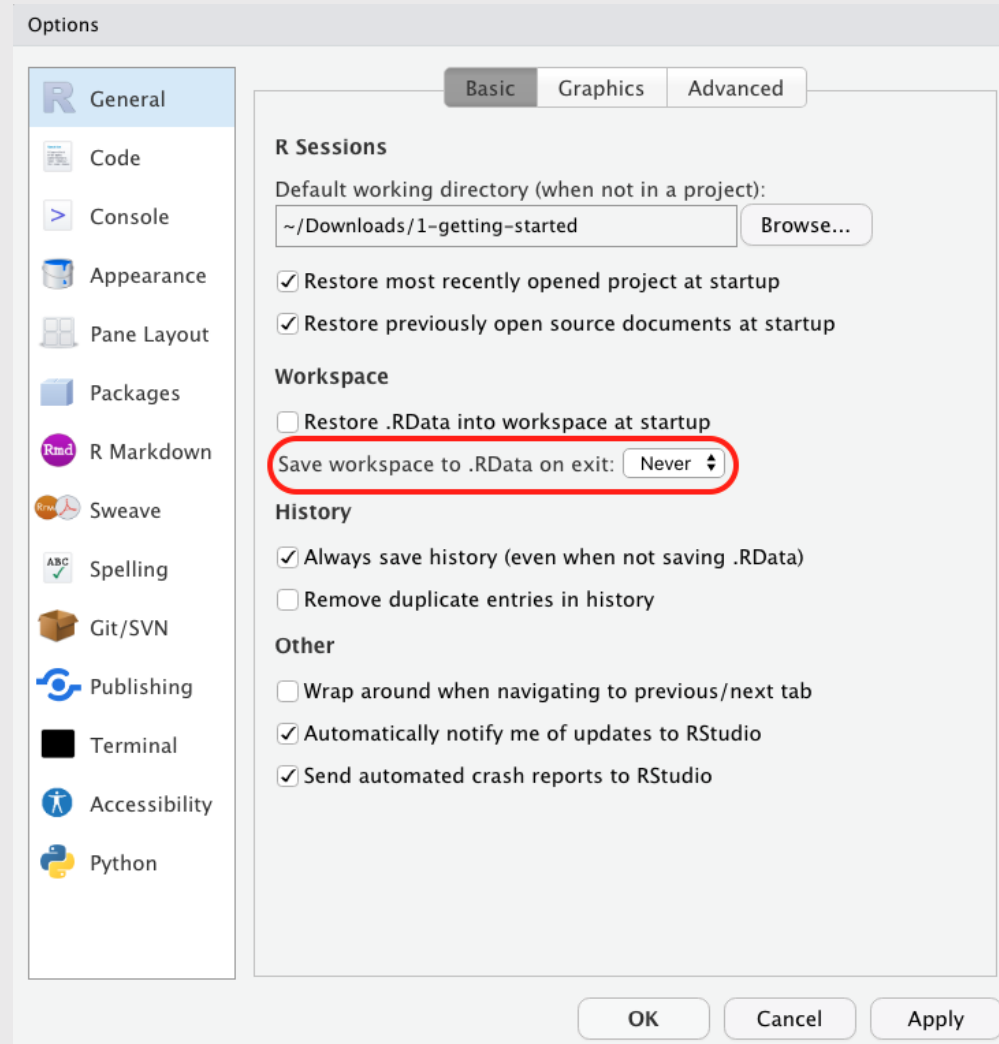 Options
General
Code
Console
Appearance
Pane Layout
Packages
Rmd R Markdown
Rnw Sweave
ABC Spelling
Git/SVN
Publishing
Terminal
Accessibility
Python
Basic Graphics Advanced
R Sessions
Default working directory (when not in a project):
~/Downloads/1-getting-started Browse...
Restore most recently opened project at startup
Restore previously open source documents at startup
Workspace
Restore .RData into workspace at startup
Save workspace to .RData on exit: Never
History
Always save history (even when not saving .RData)
Remove duplicate entries in history
Other
Wrap around when navigating to previous/next tab
Automatically notify me of updates to RStudio
Send automated crash reports to RStudio
OK Cancel Apply